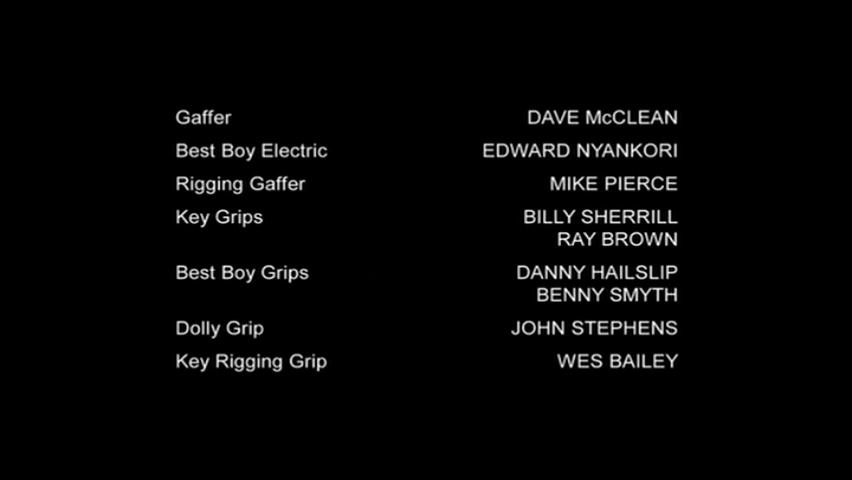 Gaffer DAVE McCLEAN
Best Boy Electric EDWARD NYANKORI
Rigging Gaffer MIKE PIERCE
Key Grips BILLY SHERRILL
RAY BROWN
Best Boy Grips DANNY HAILSLIP
BENNY SMYTH
Dolly Grip JOHN STEPHENS
Key Rigging Grip WES BAILEY